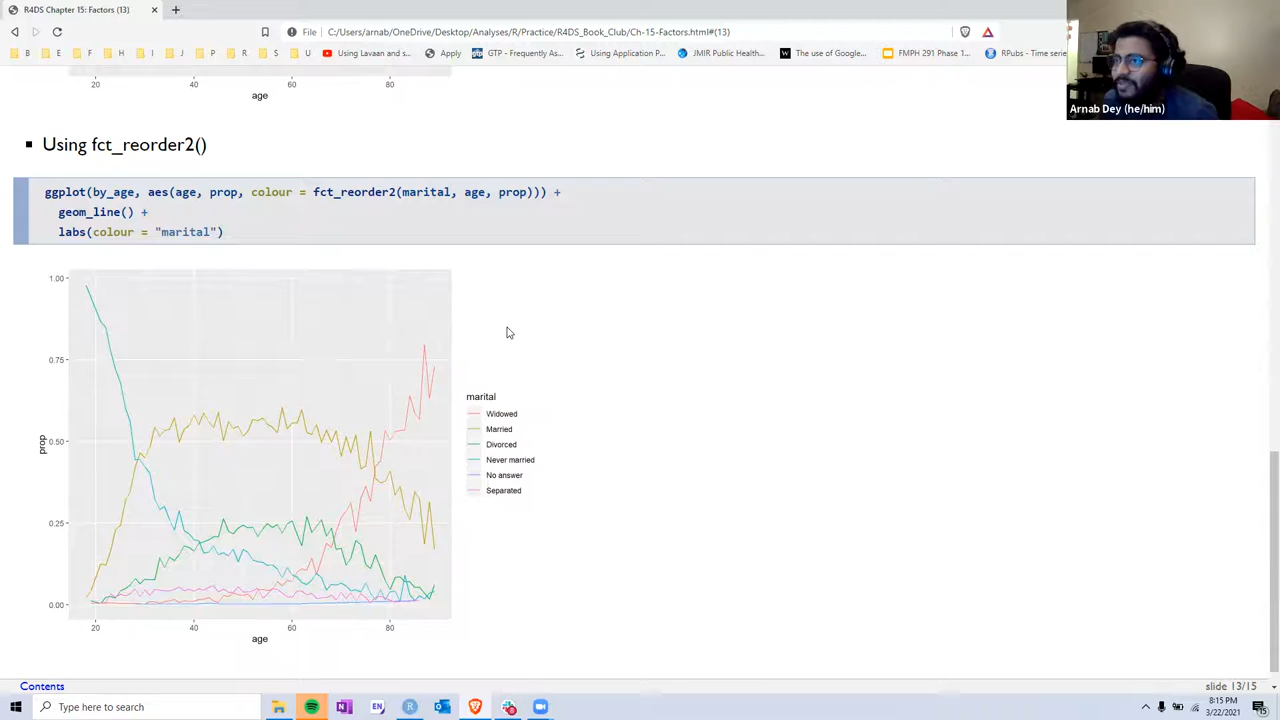 R4DS Chapter 15: Factors (13)
File
C:/Users/arnab/OneDrive/Desktop/Analyses/R/Practice/R4DS_Book_Club/Ch-15-Factors.html#(13)
B
E
F
H
I
J
P
R
S
U
Using Lavaan and s...
Apply
GTP - Frequently As...
Using Application P...
JMIR Public Health...
The use of Google...
FMPH 291 Phase 1...
RPubs - Time serie
Arnab Dey (he/him)
20 40 60 80
age
Using fct_reorder2()
ggplot(by_age, aes(age, prop, colour = fct_reorder2(marital, age, prop))) +
geom_line() +
labs(colour = "marital")
1.00
0.75
0.50
0.25
0.00
prop
20 40 60 80
age
marital
Widowed
Married
Divorced
Never married
No answer
Separated
Contents
slide 13/15
Type here to search
EN
8:15 PM
3/22/2021
15